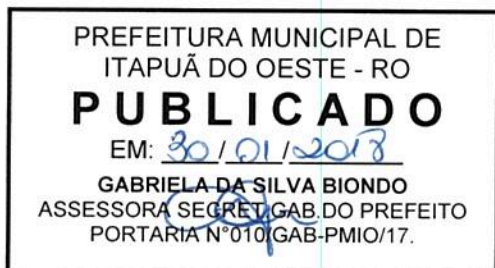 PREFEITURA MUNICIPAL DE
ITAPUÃ DO OESTE - RO
PUBLICADO
EM: 30/01/2018
GABRIELA DA SILVA BIONDO
ASSESSORA SECRET.GAB.DO PREFEITO
PORTARIA N°010/GAB-PMIO/17.